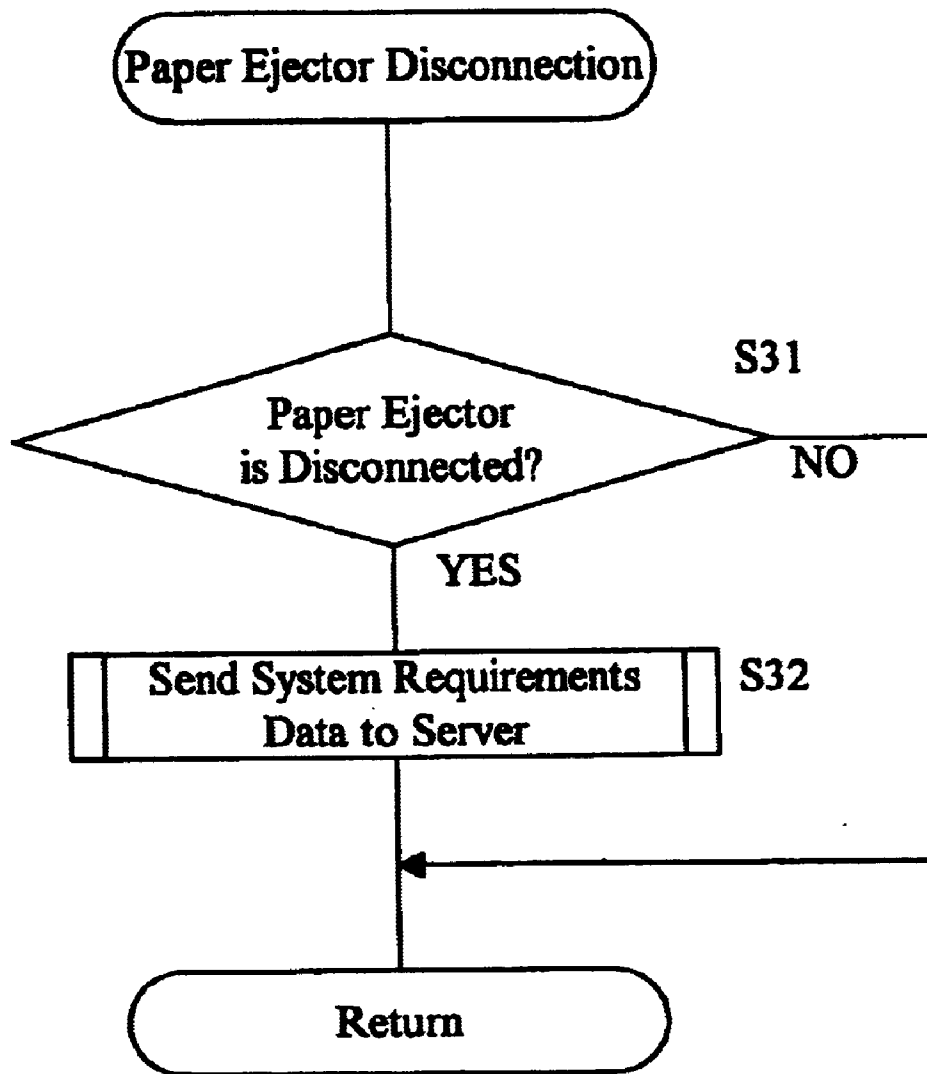 Paper Ejector Disconnection
S31
Paper Ejector
is Disconnected?
NO
YES
Send System Requirements
Data to Server
S32
Return